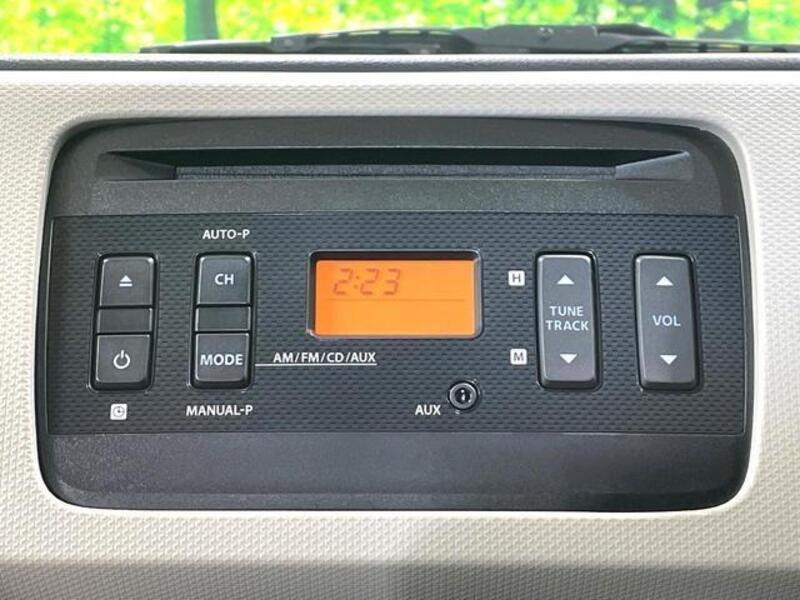 AUTO-P
CH
2:23
H
TUNE
TRACK
VOL
MODE
AM/FM/CD/AUX
M
MANUAL-P
AUX